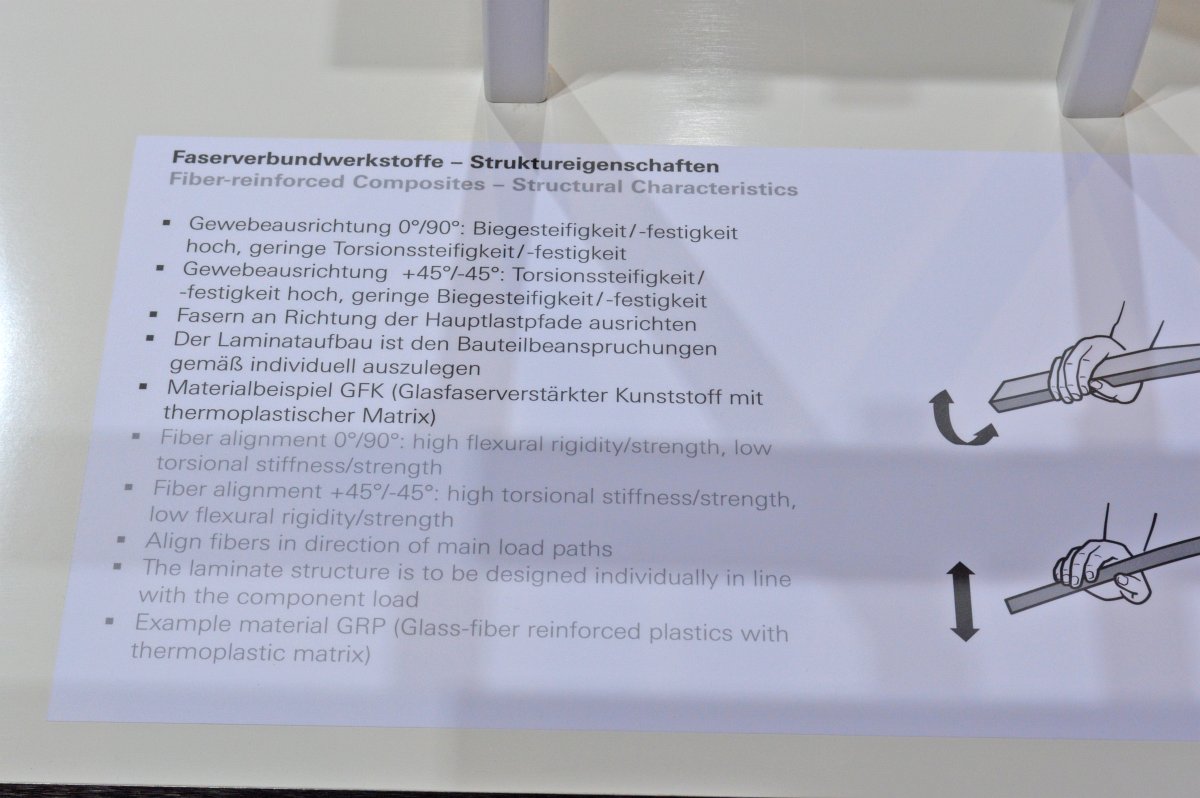 Faserverbundwerkstoffe – Struktureigenschaften
Fiber-reinforced Composites – Structural Characteristics
▪ Gewebeausrichtung 0°/90°: Biegesteifigkeit/-festigkeit
hoch, geringe Torsionssteifigkeit/-festigkeit
▪ Gewebeausrichtung +45°/-45°: Torsionssteifigkeit/
-festigkeit hoch, geringe Biegesteifigkeit/-festigkeit
▪ Fasern an Richtung der Hauptlastpfade ausrichten
▪ Der Laminataufbau ist den Bauteilbeanspruchungen
gemäß individuell auszulegen
▪ Materialbeispiel GFK (Glasfaserverstärkter Kunststoff mit
thermoplastischer Matrix)
▪ Fiber alignment 0°/90°: high flexural rigidity/strength, low
torsional stiffness/strength
▪ Fiber alignment +45°/-45°: high torsional stiffness/strength,
low flexural rigidity/strength
▪ Align fibers in direction of main load paths
▪ The laminate structure is to be designed individually in line
with the component load
▪ Example material GRP (Glass-fiber reinforced plastics with
thermoplastic matrix)